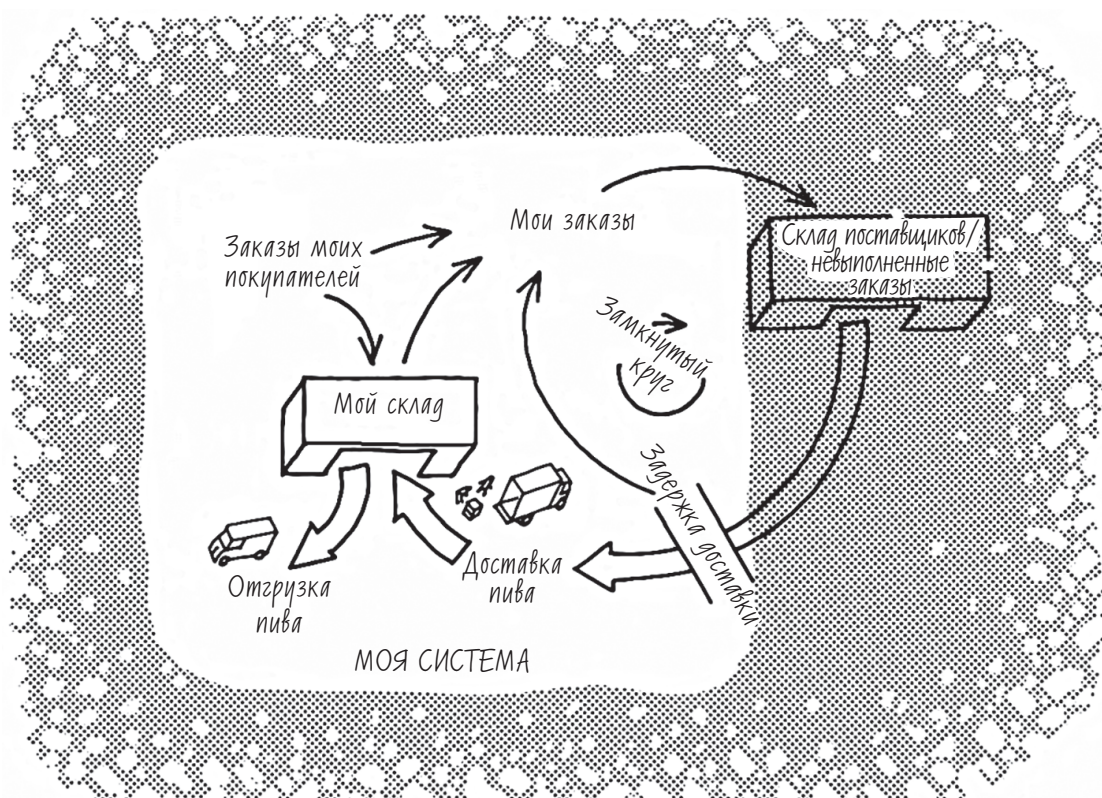 Мои заказы
Заказы моих
покупателей
Склад поставщиков/
невыполненные
заказы
Замкнутый
круг
Мой склад
Задержка доставки
Доставка
пива
Отгрузка
пива
МОЯ СИСТЕМА